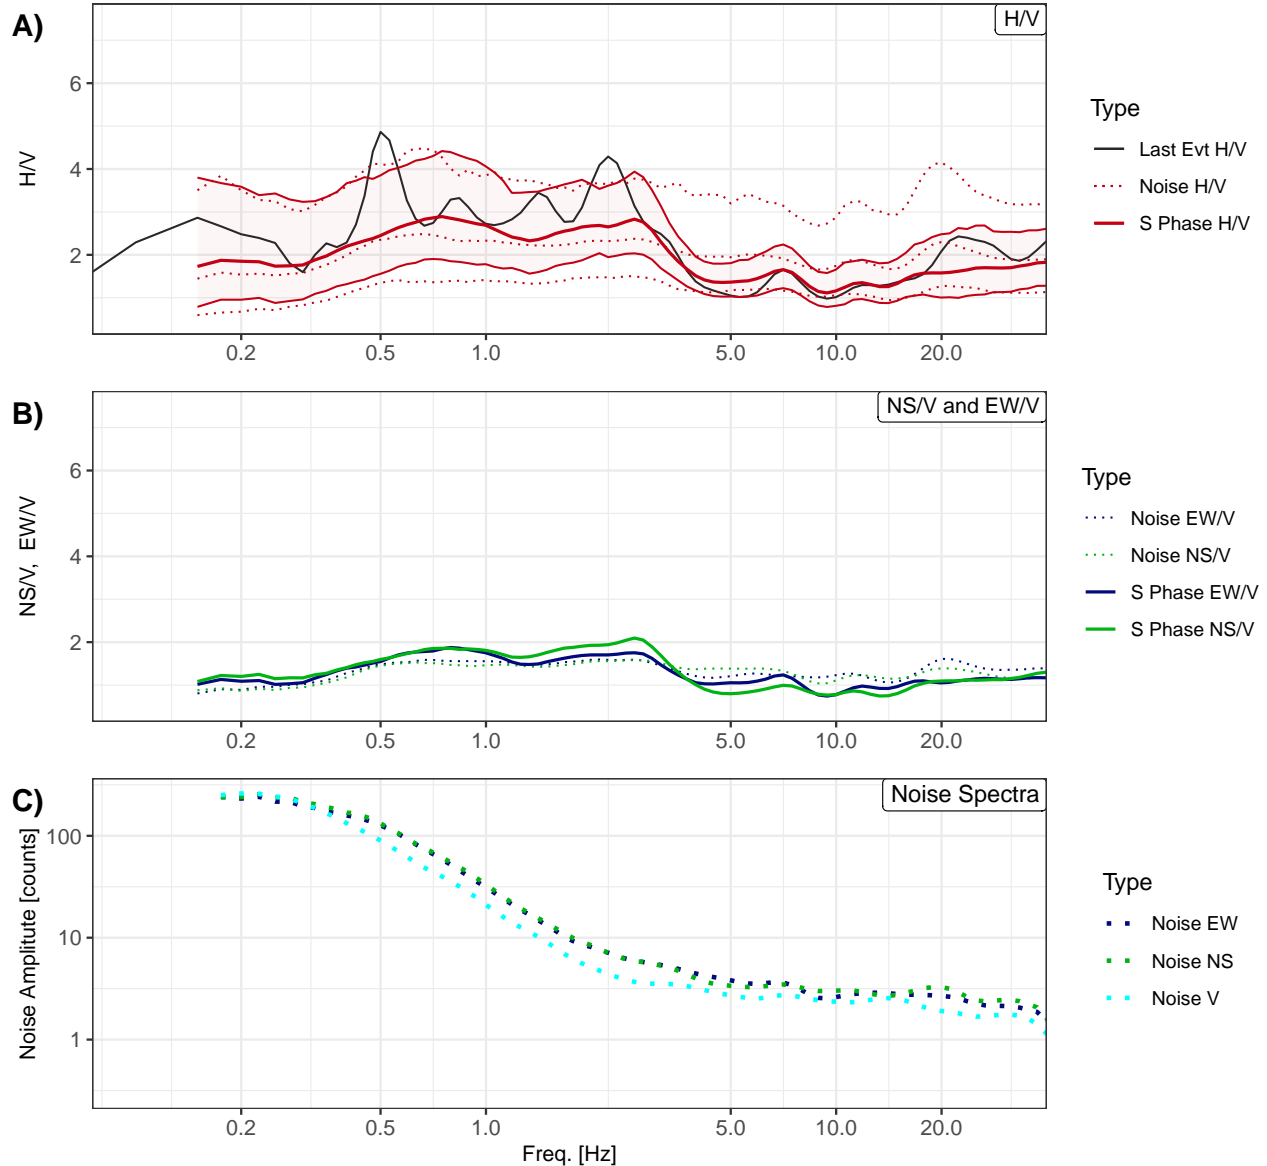 A)
H/V
6
4
2
H/V
0.2 0.5 1.0 5.0 10.0 20.0
Type
Last Evt H/V
Noise H/V
S Phase H/V
B)
NS/V and EW/V
6
4
2
NS/V, EW/V
0.2 0.5 1.0 5.0 10.0 20.0
Type
Noise EW/V
Noise NS/V
S Phase EW/V
S Phase NS/V
C)
Noise Spectra
100
10
1
Noise Amplitute [counts]
0.2 0.5 1.0 5.0 10.0 20.0
Freq. [Hz]
Type
Noise EW
Noise NS
Noise V